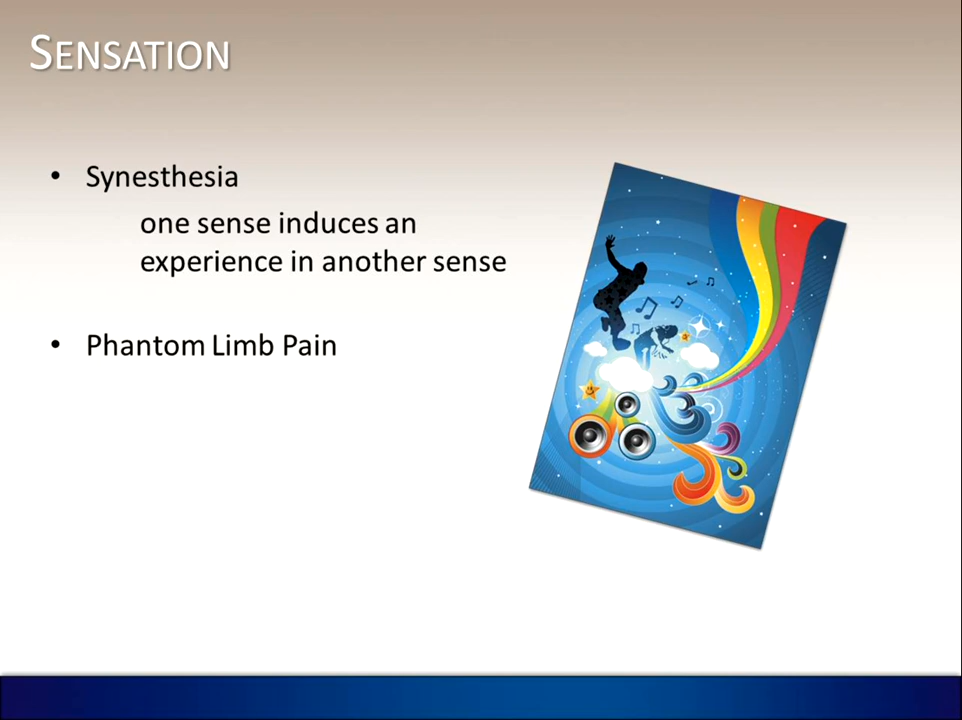 SENSATION
• Synesthesia
one sense induces an
experience in another sense
• Phantom Limb Pain